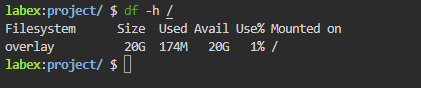 labex:project/ $ df -h /
Filesystem      Size  Used Avail Use% Mounted on
overlay          20G  174M   20G   1% /
labex:project/ $